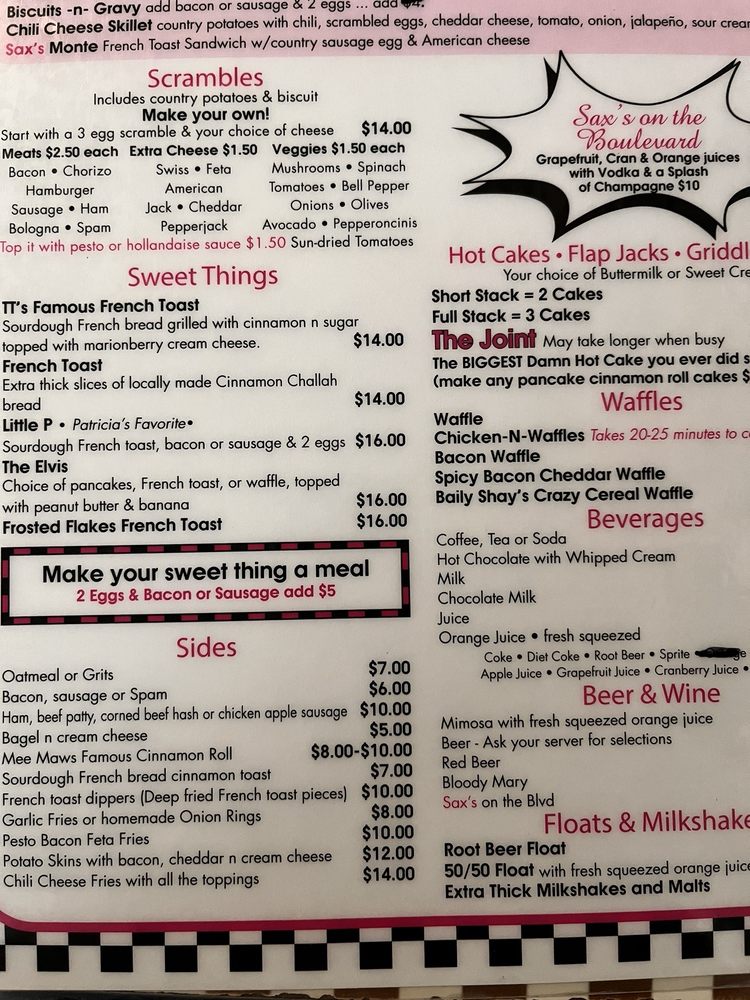 Biscuits -n- Gravy add bacon or sausage & 2 eggs ... add
Chili Cheese Skillet country potatoes with chili, scrambled eggs, cheddar cheese, tomato, onion, jalapeño, sour
Sax's Monte French Toast Sandwich w/country sausage egg & American cheese
Scrambles
Includes country potatoes & biscuit
Make your own!
Start with a 3 egg scramble & your choice of cheese $14.00
Meats $2.50 each Extra Cheese $1.50 Veggies $1.50 each
Bacon • Chorizo Swiss • Feta Mushrooms • Spinach
Hamburger American Tomatoes • Bell Pepper
Sausage • Ham Jack • Cheddar Onions • Olives
Bologna • Spam Pepperjack Avocado • Pepperoncinis
Top it with pesto or hollandaise sauce $1.50 Sun-dried Tomatoes
Sweet Things
TT's Famous French Toast
Sourdough French bread grilled with cinnamon n sugar
topped with marionberry cream cheese. $14.00
French Toast
Extra thick slices of locally made Cinnamon Challah
bread $14.00
Little P • Patricia's Favorite•
Sourdough French toast, bacon or sausage & 2 eggs $16.00
The Elvis
Choice of pancakes, French toast, or waffle, topped
with peanut butter & banana $16.00
Frosted Flakes French Toast $16.00
Make your sweet thing a meal
2 Eggs & Bacon or Sausage add $5
Sides
Oatmeal or Grits $7.00
Bacon, sausage or Spam $6.00
Ham, beef patty, corned beef hash or chicken apple sausage $10.00
Bagel n cream cheese $5.00
Mee Maws Famous Cinnamon Roll $8.00-$10.00
Sourdough French bread cinnamon toast $7.00
French toast dippers (Deep fried French toast pieces) $10.00
Garlic Fries or homemade Onion Rings $8.00
Pesto Bacon Feta Fries $10.00
Potato Skins with bacon, cheddar n cream cheese $12.00
Chili Cheese Fries with all the toppings $14.00
Sax's on the
Boulevard
Grapefruit, Cran & Orange juices
with Vodka & a Splash
of Champagne $10
Hot Cakes • Flap Jacks •
Your choice of Buttermilk or Sweet
Short Stack = 2 Cakes
Full Stack = 3 Cakes
The Joint May take longer when busy
The BIGGEST Damn Hot Cake you ever did
(make any pancake cinnamon roll cakes $
Waffles
Waffle
Chicken-N-Waffles Takes 20-25 minutes to
Bacon Waffle
Spicy Bacon Cheddar Waffle
Baily Shay's Crazy Cereal Waffle
Beverages
Coffee, Tea or Soda
Hot Chocolate with Whipped Cream
Milk
Chocolate Milk
Juice
Orange Juice • fresh squeezed
Coke • Diet Coke • Root Beer • Sprite
Apple Juice • Grapefruit Juice • Cranberry Juice •
Beer & Wine
Mimosa with fresh squeezed orange juice
Beer - Ask your server for selections
Red Beer
Bloody Mary
Sax's on the Blvd
Floats & Milkshake
Root Beer Float
50/50 Float with fresh squeezed orange juice
Extra Thick Milkshakes and Malts